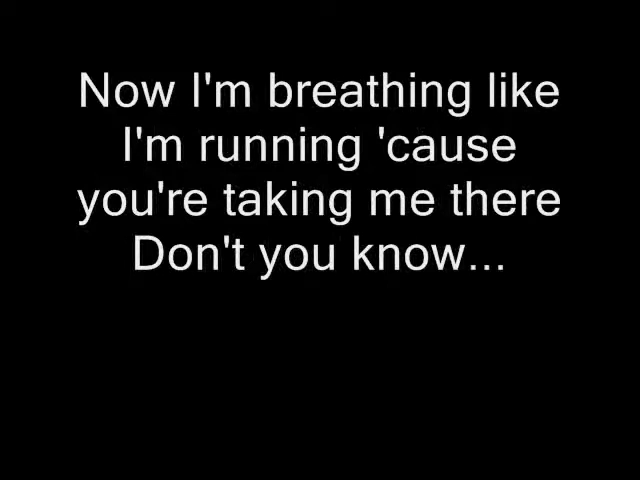 Now I'm breathing like
I'm running 'cause
you're taking me there
Don't you know...